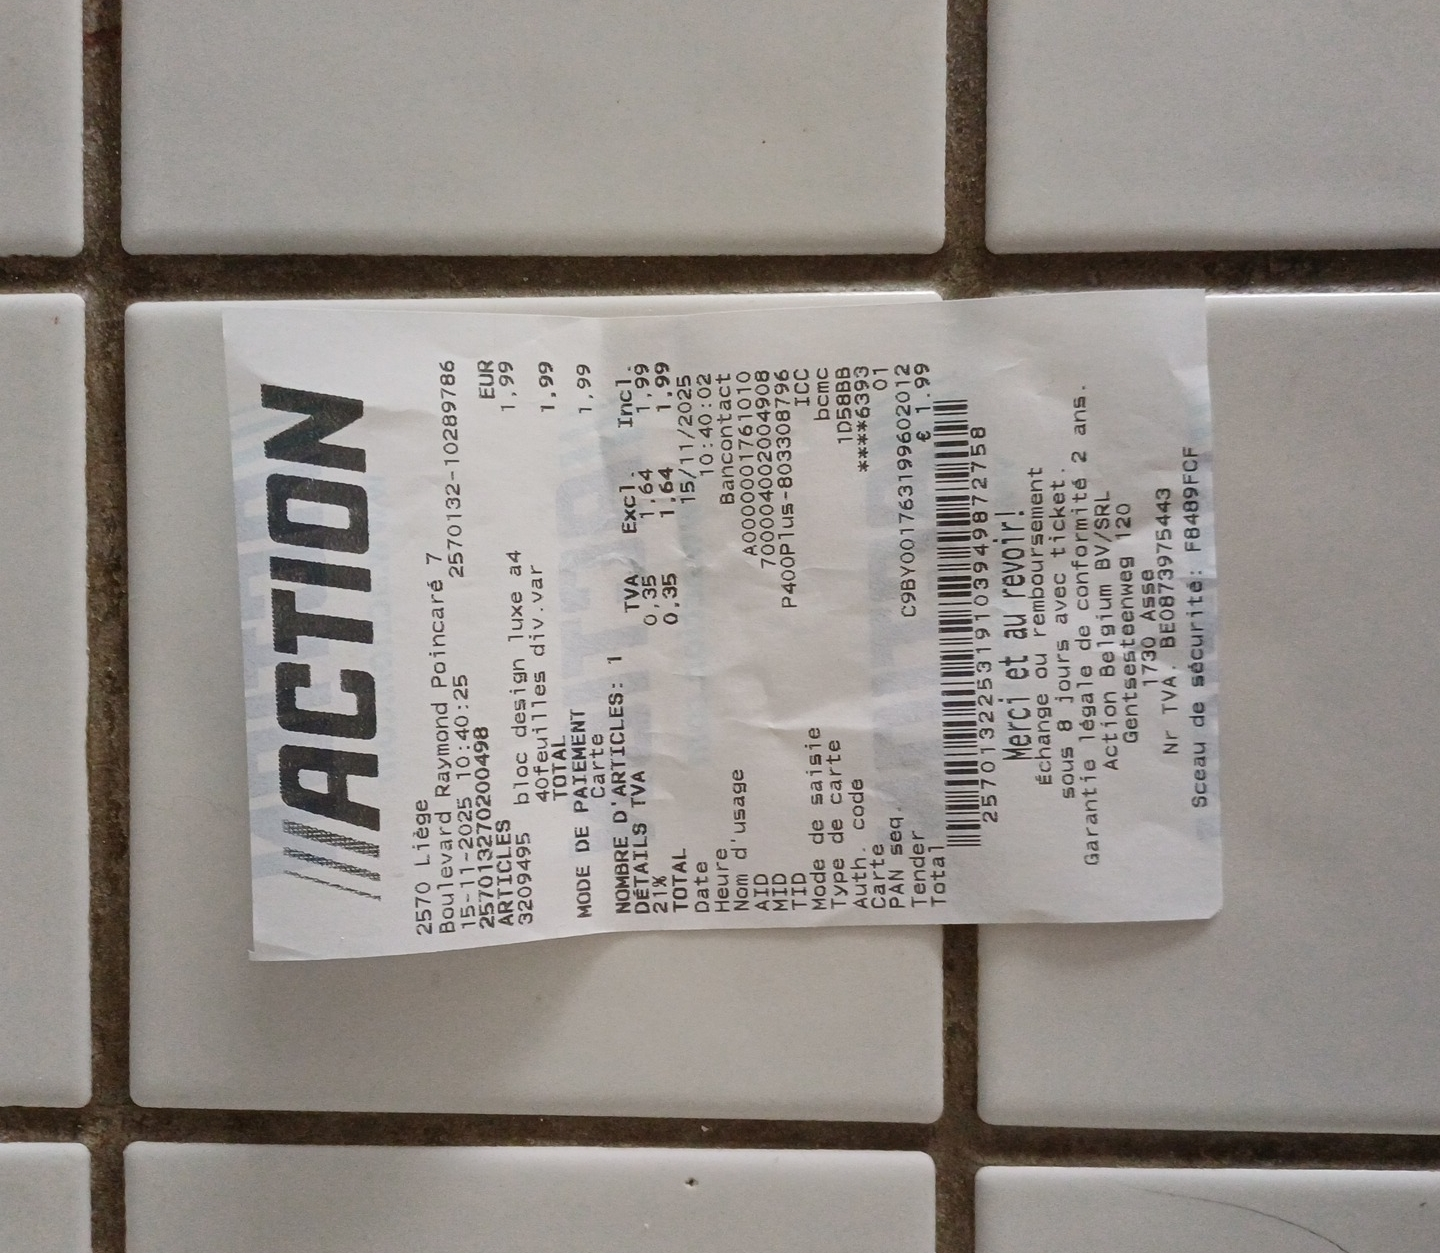 ///ACTION
2570 Liège
Boulevard Raymond Poincaré 7
15-11-2025 10:40:25 2570132-10289786
2570132702200498
ARTICLES EUR
3209495 bloc design luxe a4 1,99
40feuilles div.var
TOTAL 1,99
MODE DE PAIEMENT
Carte 1,99
NOMBRE D'ARTICLES: 1
DÉTAILS TVA TVA Excl. Incl.
21% 0,35 1,64 1,99
TOTAL 0,35 1,64 1,99
Date 15/11/2025
Heure 10:40:02
Nom d'usage Bancontact
AID A0000001761010
MID 7000040002004908
TID P400Plus-803308796
Mode de saisie ICC
Type de carte bcmc
Auth. code 1D58BB
Carte ****6393
PAN seq. 01
Tender C9BY001763199602012
Total € 1.99
257013225319103949872758
Merci et au revoir!
Échange ou remboursement
sous 8 jours avec ticket.
Garantie légale de conformité 2 ans.
Action Belgium BV/SRL
Gentsesteenweg 120
1730 Asse
Nr TVA. BE0873975443
Sceau de sécurité: F8489FCF